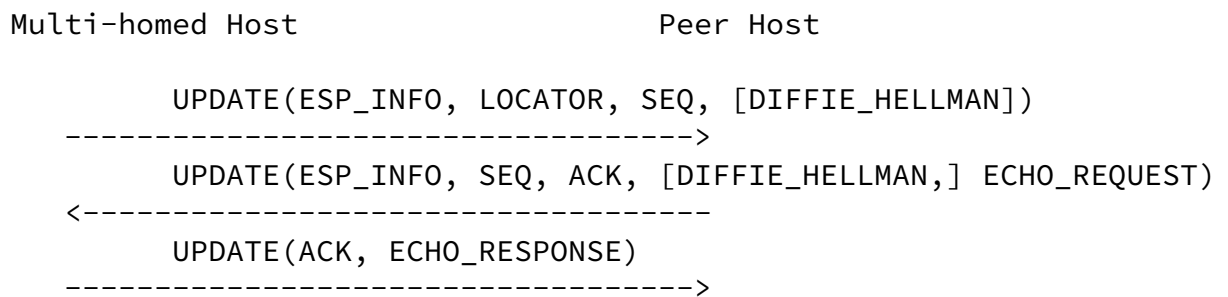 Multi-homed Host                    Peer Host
UPDATE(ESP_INFO, LOCATOR, SEQ, [DIFFIE_HELLMAN])
----------------------------------->
UPDATE(ESP_INFO, SEQ, ACK, [DIFFIE_HELLMAN,] ECHO_REQUEST)
<-----------------------------------
UPDATE(ACK, ECHO_RESPONSE)
----------------------------------->